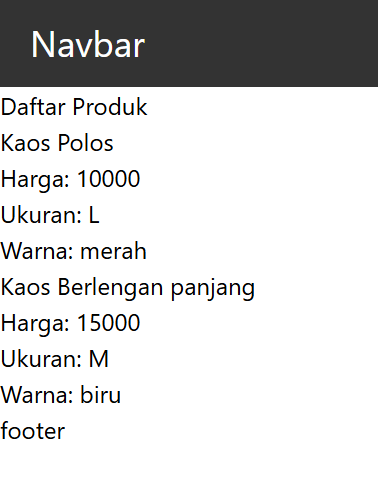 Navbar
Daftar Produk
Kaos Polos
Harga: 10000
Ukuran: L
Warna: merah
Kaos Berlengan panjang
Harga: 15000
Ukuran: M
Warna: biru
footer